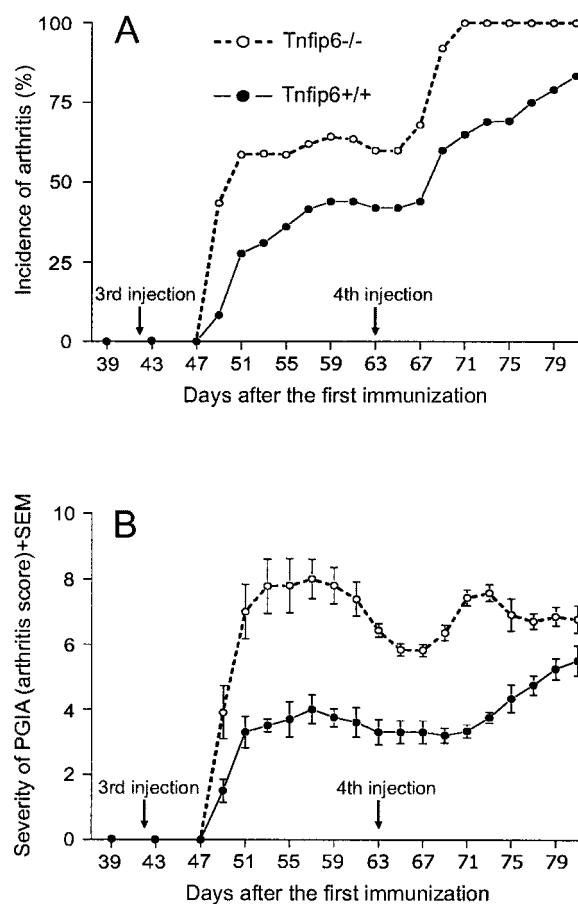 A
Tnfip6-/-
Tnfip6+/+
Incidence of arthritis (%)
100
75
50
25
0
3rd injection
4th injection
39 43 47 51 55 59 63 67 71 75 79
Days after the first immunization
B
Severity of PGIA (arthritis score)+SEM
10
8
6
4
2
0
3rd injection
4th injection
39 43 47 51 55 59 63 67 71 75 79
Days after the first immunization